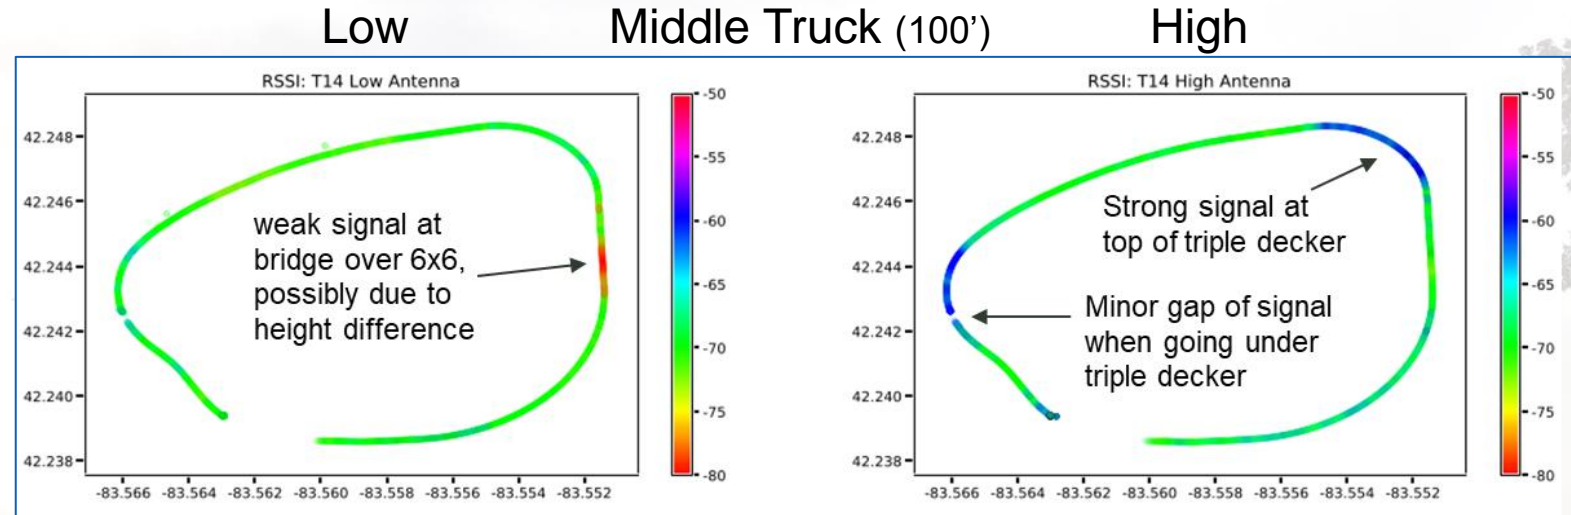 Low Middle Truck (100’) High
RSSI: T14 Low Antenna
42.248
42.246
42.244
42.242
42.240
42.238
weak signal at
bridge over 6x6,
possibly due to
height difference
-83.566 -83.564 -83.562 -83.560 -83.558 -83.556 -83.554 -83.552
-50
-55
-60
-65
-70
-75
-80
RSSI: T14 High Antenna
42.248
42.246
42.244
42.242
42.240
42.238
Strong signal at
top of triple decker
Minor gap of signal
when going under
triple decker
-83.566 -83.564 -83.562 -83.560 -83.558 -83.556 -83.554 -83.552
-50
-55
-60
-65
-70
-75
-80